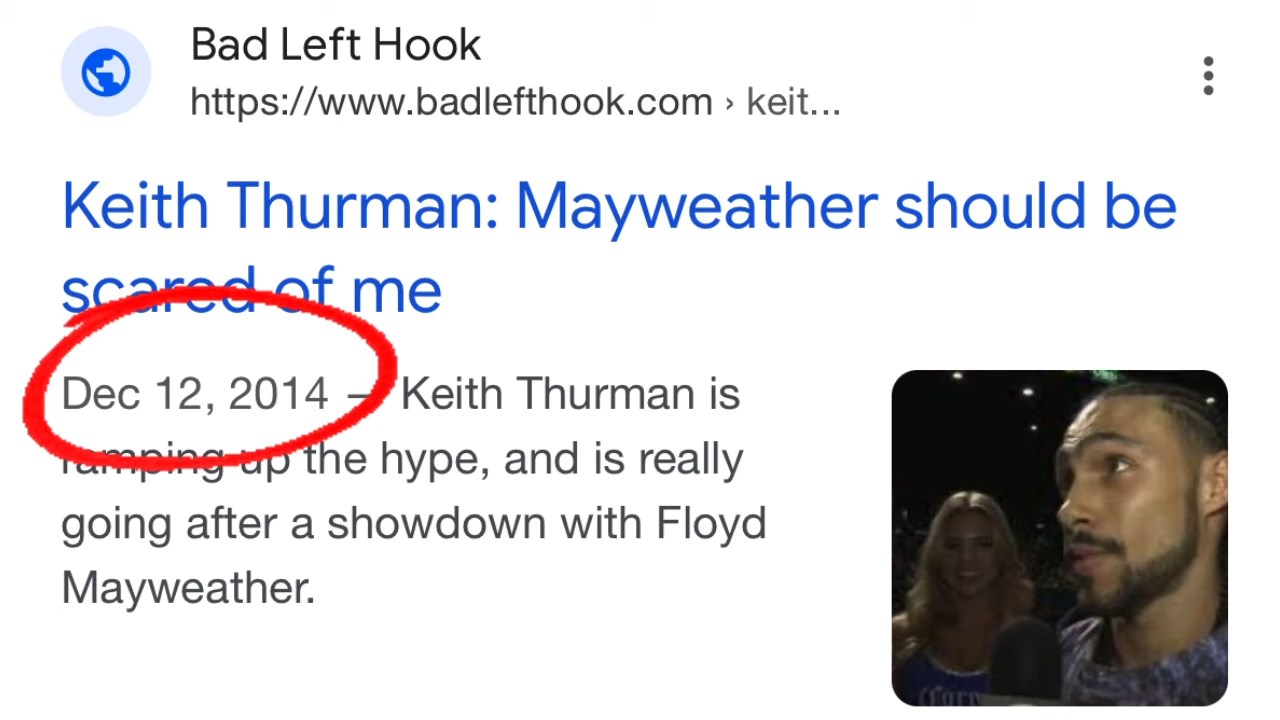 Bad Left Hook
https://www.badlefthook.com › keit...
Keith Thurman: Mayweather should be
scared of me
Dec 12, 2014 — Keith Thurman is
ramping up the hype, and is really
going after a showdown with Floyd
Mayweather.